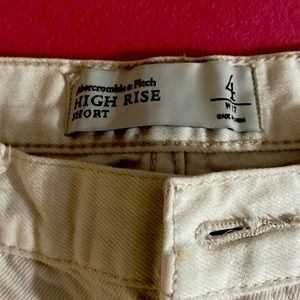 Abercrombie & Fitch
HIGH RISE
SHORT
4
W 27